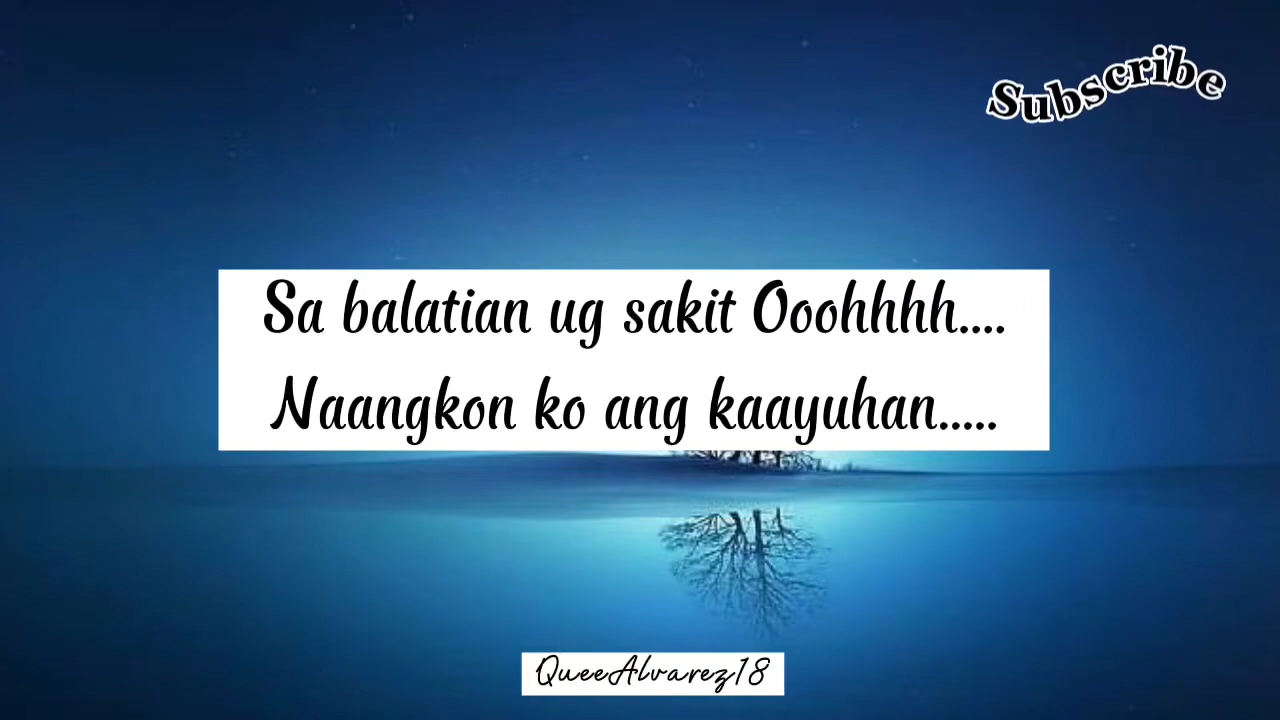 Subscribe
Sa balatian ug sakit Ooohhhh....
Naangkon ko ang kaayuhan.....
QueeAlvarez18